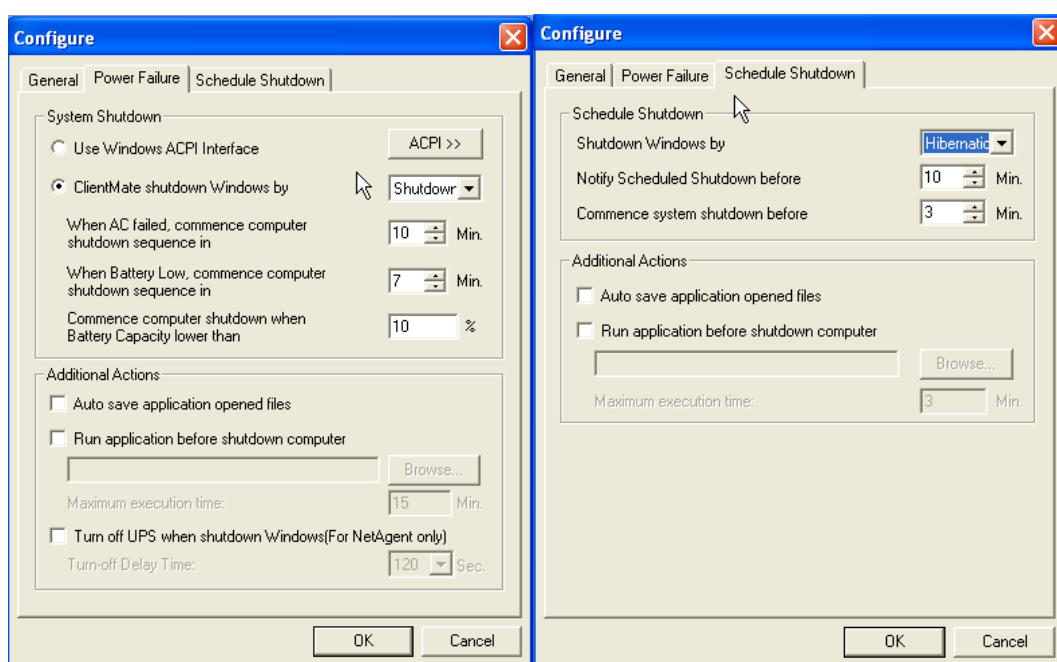 Configure
General
Power Failure
Schedule Shutdown
System Shutdown
Use Windows ACPI Interface
ACPI >>
ClientMate shutdown Windows by
Shutdowr
When AC failed, commence computer
shutdown sequence in
10
Min.
When Battery Low, commence computer
shutdown sequence in
7
Min.
Commence computer shutdown when
Battery Capacity lower than
10
%
Additional Actions
Auto save application opened files
Run application before shutdown computer
Browse...
Maximum execution time:
15
Min.
Turn off UPS when shutdown Windows(For NetAgent only)
Turn-off Delay Time:
120
Sec.
OK
Cancel
Configure
General
Power Failure
Schedule Shutdown
Schedule Shutdown
Shutdown Windows by
Hibernatic
Notify Scheduled Shutdown before
10
Min.
Commence system shutdown before
3
Min.
Additional Actions
Auto save application opened files
Run application before shutdown computer
Browse...
Maximum execution time:
3
Min.
OK
Cancel